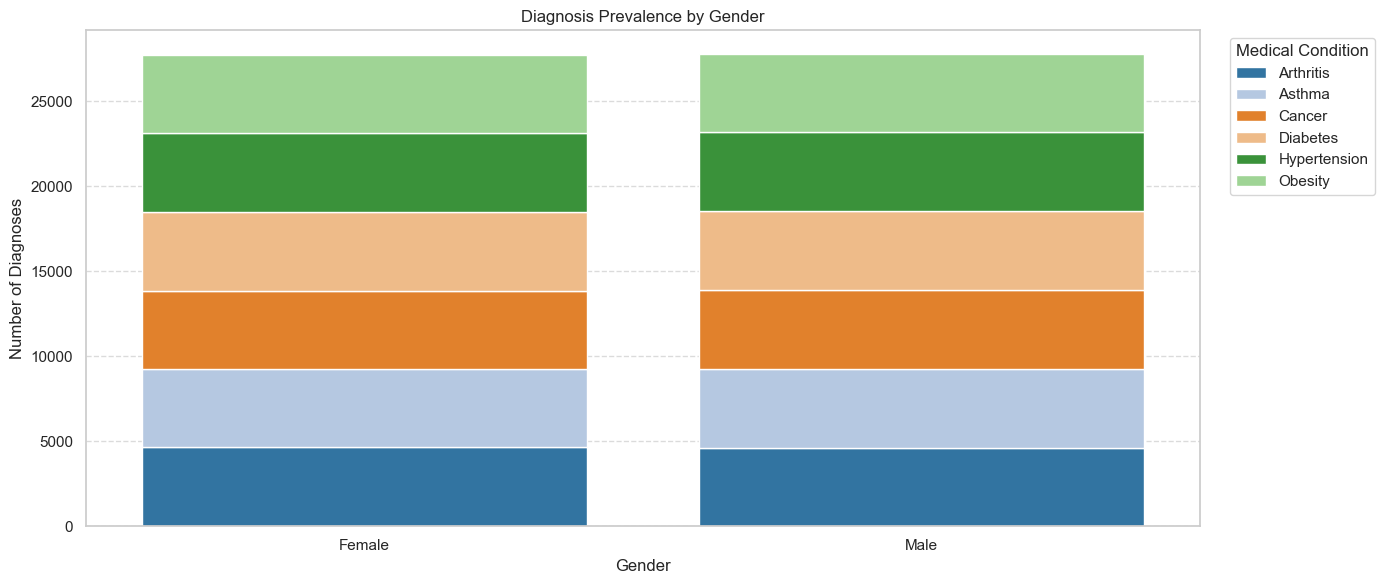 Diagnosis Prevalence by Gender
Number of Diagnoses
25000
20000
15000
10000
5000
0
Female
Male
Gender
Medical Condition
Arthritis
Asthma
Cancer
Diabetes
Hypertension
Obesity